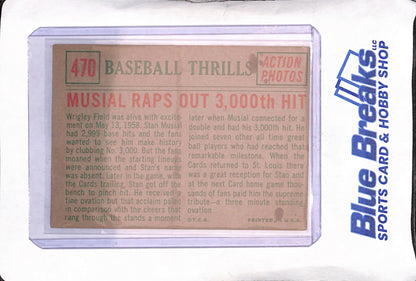 470
BASEBALL THRILLS
ACTION
PHOTOS
MUSIAL RAPS OUT 3,000th HIT
Wrigley Field was alive with excite-
ment on May 13, 1958. Stan Musial
had 2,999 base hits and the fans
wanted to see him make history
by clubbing No. 3,000. But the fans
moaned when the starting lineups
were announced and Stan's name
was absent. Later in the game, with
the Cards trailing, Stan got off the
bench to pinch hit. He received a
fine ovation but that acclaim paled
in comparison with the cheers that
rang through the stands a moment
later when Musial connected for a
double and had his 3,000th hit. He
joined seven other all time great
ball players who had reached that
remarkable milestone. When the
Cards returned to St. Louis there
was a great reception for Stan and
at the next Card home game thou-
sands of fans paid him the supreme
tribute—a three minute standing
ovation.
©T.C.G.
PRINTED IN U.S.A.
Blue Breaks LLC
SPORTS CARD & HOBBY SHOP